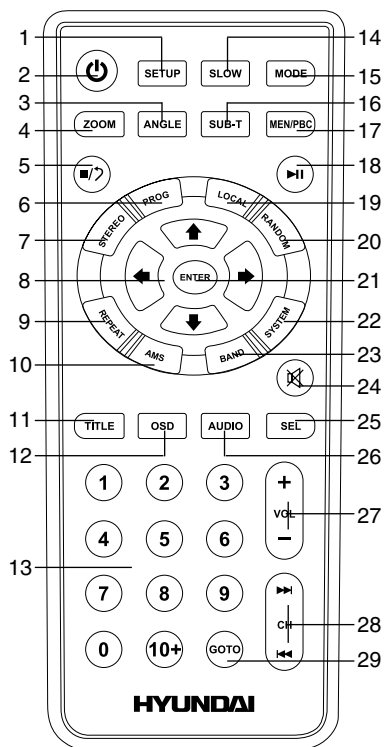 1
14
2
SETUP
SLOW
MODE
15
3
16
4
ZOOM
ANGLE
SUB-T
MEN/PBC
17
5
18
6
PROG
LOCAL
19
7
STEREO
RANDOM
20
8
ENTER
21
9
REPEAT
SYSTEM
22
10
AMS
BAND
23
24
11
TITLE
OSD
AUDIO
SEL
25
12
26
1
2
3
+
VOL
27
4
5
6
−
13
7
8
9
CH
28
0
10+
GOTO
29
HYUNDAI